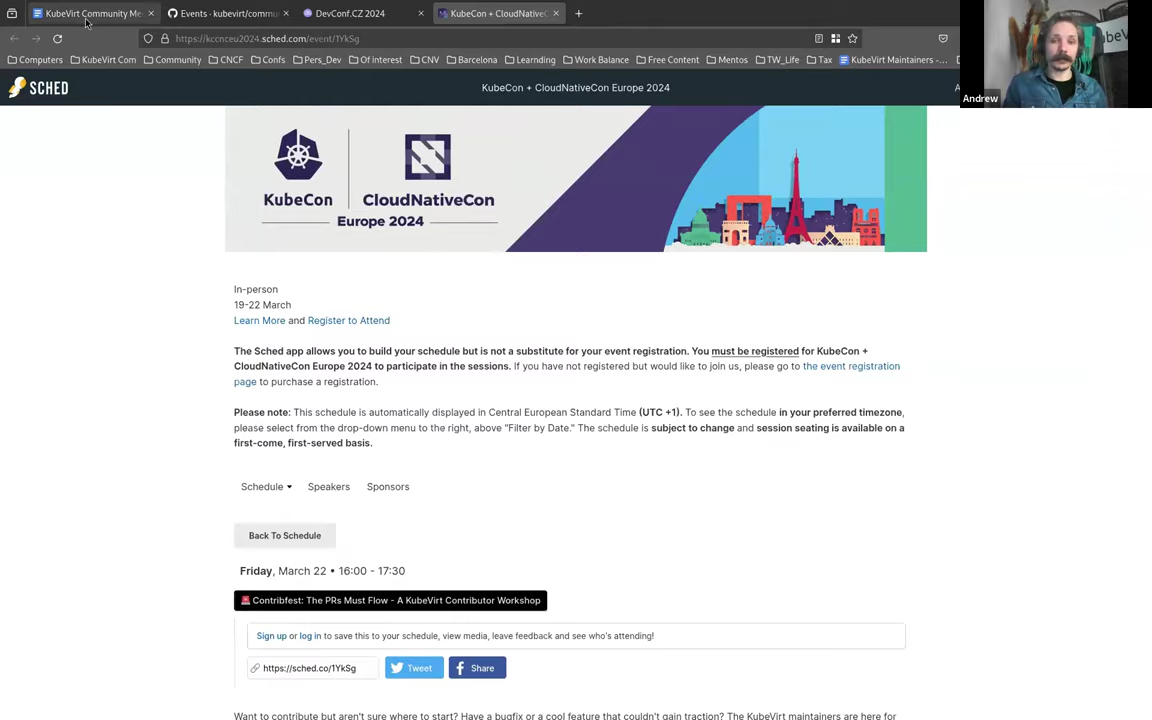 KubeVirt Community Me
Events · kubevirt/commu
DevConf.CZ 2024
KubeCon + CloudNativeC
https://kccnceu2024.sched.com/event/1YkSg
Computers
KubeVirt Com
Community
CNCF
Confs
Pers_Dev
Of interest
CNV
Barcelona
Learnding
Work Balance
Free Content
Mentos
TW_Life
Tax
KubeVirt Maintainers -...
SCHED
KubeCon + CloudNativeCon Europe 2024
Andrew
KubeCon
CloudNativeCon
Europe 2024
In-person
19-22 March
Learn More and Register to Attend
The Sched app allows you to build your schedule but is not a substitute for your event registration. You must be registered for KubeCon +
CloudNativeCon Europe 2024 to participate in the sessions. If you have not registered but would like to join us, please go to the event registration
page to purchase a registration.
Please note: This schedule is automatically displayed in Central European Standard Time (UTC +1). To see the schedule in your preferred timezone,
please select from the drop-down menu to the right, above "Filter by Date." The schedule is subject to change and session seating is available on a
first-come, first-served basis.
Schedule
Speakers
Sponsors
Back To Schedule
Friday, March 22 • 16:00 - 17:30
🚨 Contribfest: The PRs Must Flow - A KubeVirt Contributor Workshop
Sign up or log in to save this to your schedule, view media, leave feedback and see who's attending!
https://sched.co/1YkSg
Tweet
Share
Want to contribute but aren't sure where to start? Have a bugfix or a cool feature that couldn't gain traction? The KubeVirt maintainers are here for